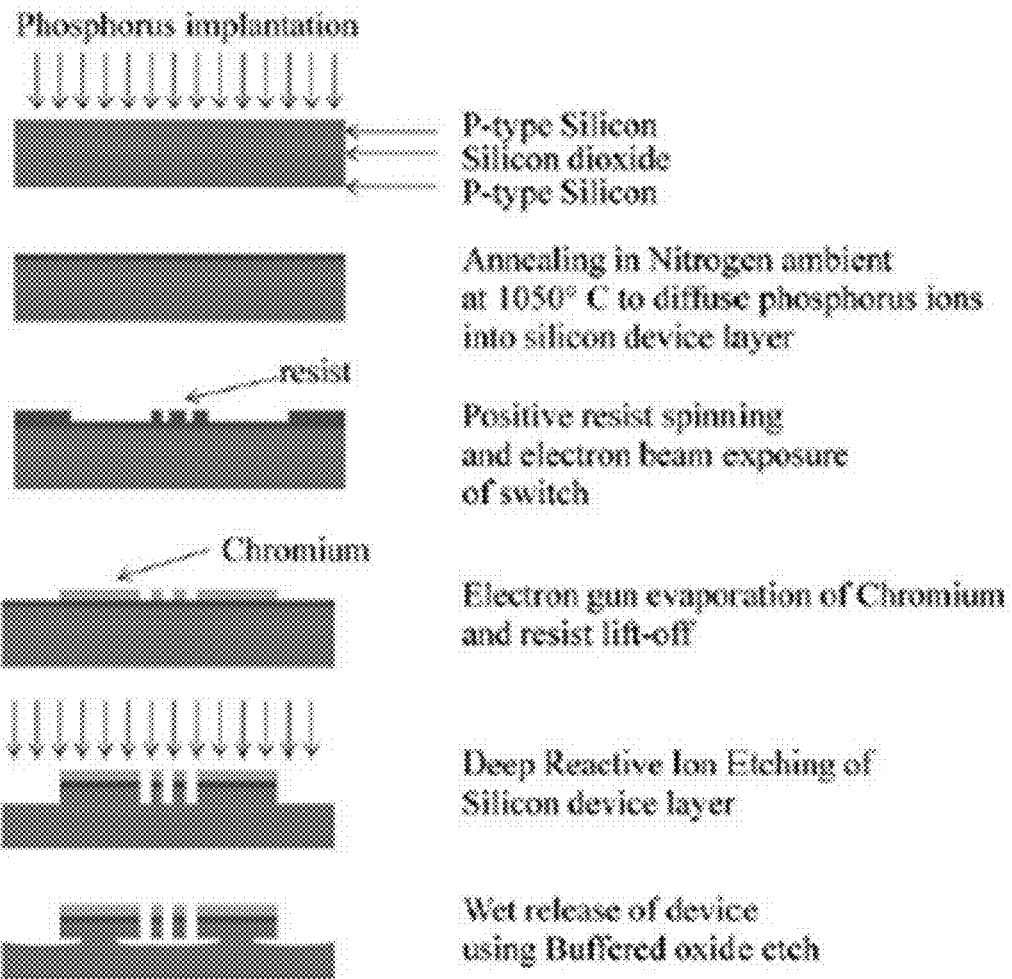 Phosphorus implantation
P-type Silicon
Silicon dioxide
P-type Silicon
Annealing in Nitrogen ambient
at 1050° C to diffuse phosphorus ions
into silicon device layer
resist
Positive resist spinning
and electron beam exposure
of switch
Chromium
Electron gun evaporation of Chromium
and resist lift-off
Deep Reactive Ion Etching of
Silicon device layer
Wet release of device
using Buffered oxide etch